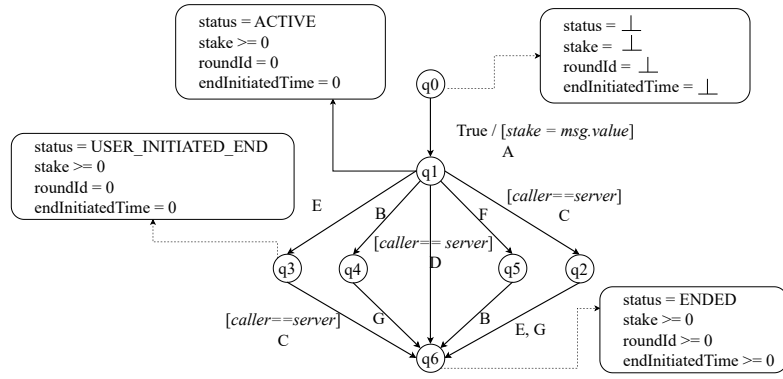 status = ACTIVE
stake >= 0
roundId = 0
endInitiatedTime = 0
status = ⊥
stake = ⊥
roundId = ⊥
endInitiatedTime = ⊥
q0
True / [stake = msg.value]
A
status = USER_INITIATED_END
stake >= 0
roundId = 0
endInitiatedTime = 0
q1
[caller==server]
C
E
B
F
[caller== server]
D
q3
q4
q5
q2
status = ENDED
stake >= 0
roundId >= 0
endInitiatedTime >= 0
[caller==server]
C
G
B
E, G
q6